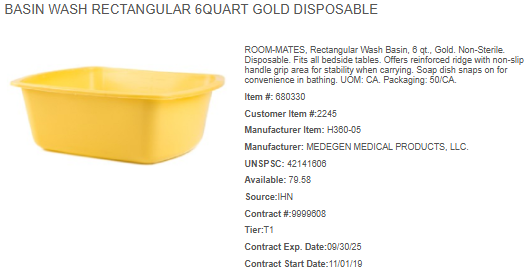 BASIN WASH RECTANGULAR 6QUART GOLD DISPOSABLE
ROOM-MATES, Rectangular Wash Basin, 6 qt., Gold. Non-Sterile.
Disposable. Fits all bedside tables. Offers reinforced ridge with non-slip
handle grip area for stability when carrying. Soap dish snaps on for
convenience in bathing. UOM: CA. Packaging: 50/CA.
Item #: 680330
Customer Item #:2245
Manufacturer Item: H360-05
Manufacturer: MEDEGEN MEDICAL PRODUCTS, LLC.
UNSPSC: 42141606
Available: 79.58
Source:IHN
Contract #:9999608
Tier:T1
Contract Exp. Date:09/30/25
Contract Start Date:11/01/19